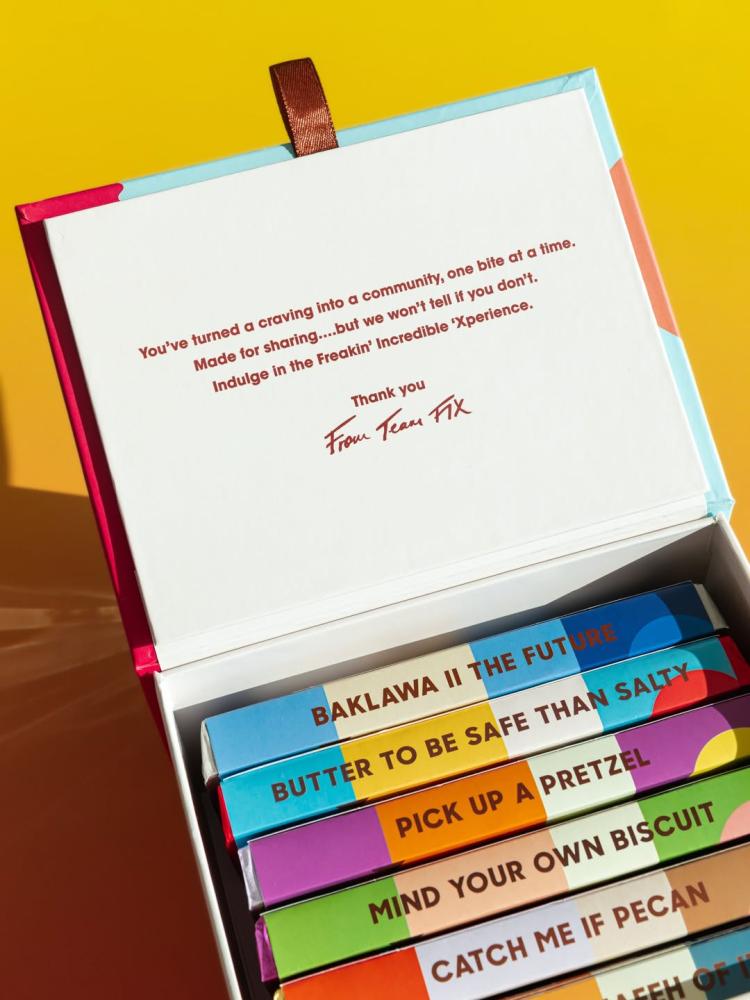 You've turned a craving into a community, one bite at a time.
Made for sharing....but we won't tell if you don't.
Indulge in the Freakin' Incredible 'Xperience.
Thank you
From Team FIX
BAKLAWA II THE FUTURE
BUTTER TO BE SAFE THAN SALTY
PICK UP A PRETZEL
MIND YOUR OWN BISCUIT
CATCH ME IF PECAN
OF